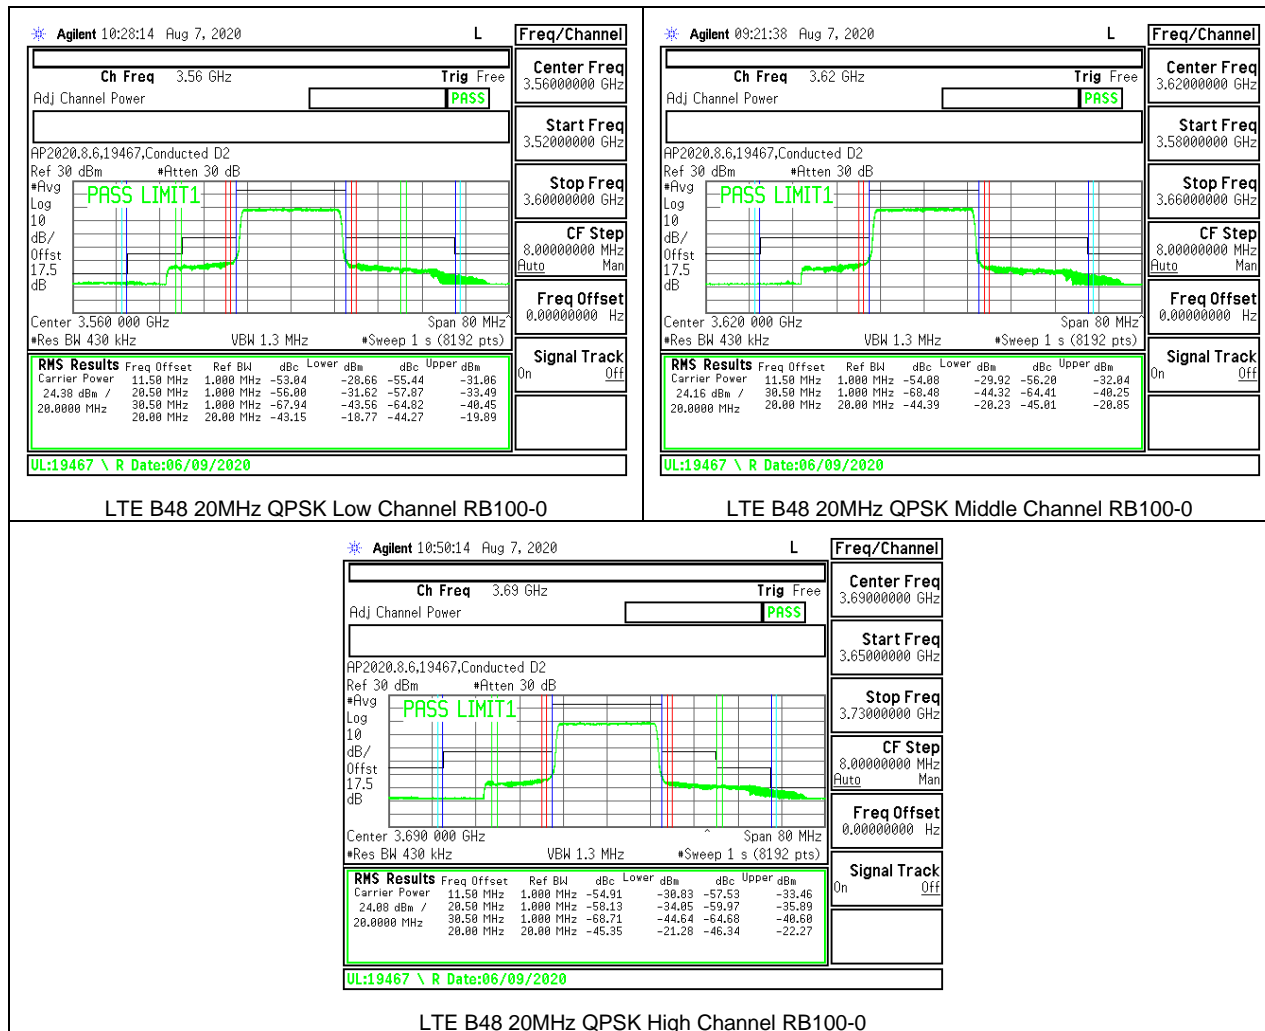 Agilent 10:28:14 Aug 7, 2020 L Freq/Channel
Ch Freq 3.56 GHz Trig Free
Adj Channel Power PASS
Center Freq
3.56000000 GHz
Start Freq
3.52000000 GHz
AP2020.8.6,19467,Conducted D2
Ref 30 dBm #Atten 30 dB
#Avg
Log
10
dB/
Offst
17.5
dB
PASS LIMIT1
Stop Freq
3.60000000 GHz
CF Step
8.00000000 MHz
Auto Man
Freq Offset
0.00000000 Hz
Center 3.560 000 GHz Span 80 MHz
#Res BW 430 kHz VBW 1.3 MHz #Sweep 1 s (8192 pts)
Signal Track
On Off
RMS Results Freq Offset Ref BW dBc Lower dBm dBc Upper dBm
Carrier Power 11.50 MHz 1.000 MHz -53.04 -28.66 -55.44 -31.06
24.38 dBm / 20.50 MHz 1.000 MHz -56.00 -31.62 -57.87 -33.49
20.0000 MHz 30.50 MHz 1.000 MHz -67.94 -43.56 -64.82 -40.45
20.00 MHz 20.00 MHz -43.15 -18.77 -44.27 -19.89
UL:19467 \ R Date:06/09/2020
LTE B48 20MHz QPSK Low Channel RB100-0
Agilent 09:21:38 Aug 7, 2020 L Freq/Channel
Ch Freq 3.62 GHz Trig Free
Adj Channel Power PASS
Center Freq
3.62000000 GHz
Start Freq
3.58000000 GHz
AP2020.8.6,19467,Conducted D2
Ref 30 dBm #Atten 30 dB
#Avg
Log
10
dB/
Offst
17.5
dB
PASS LIMIT1
Stop Freq
3.66000000 GHz
CF Step
8.00000000 MHz
Auto Man
Freq Offset
0.00000000 Hz
Center 3.620 000 GHz Span 80 MHz
#Res BW 430 kHz VBW 1.3 MHz #Sweep 1 s (8192 pts)
Signal Track
On Off
RMS Results Freq Offset Ref BW dBc Lower dBm dBc Upper dBm
Carrier Power 11.50 MHz 1.000 MHz -54.08 -29.92 -56.20 -32.04
24.16 dBm / 30.50 MHz 1.000 MHz -68.48 -44.32 -64.41 -40.25
20.0000 MHz 20.00 MHz 20.00 MHz -44.39 -20.23 -45.01 -20.85
UL:19467 \ R Date:06/09/2020
LTE B48 20MHz QPSK Middle Channel RB100-0
Agilent 10:50:14 Aug 7, 2020 L Freq/Channel
Ch Freq 3.69 GHz Trig Free
Adj Channel Power PASS
Center Freq
3.69000000 GHz
Start Freq
3.65000000 GHz
AP2020.8.6,19467,Conducted D2
Ref 30 dBm #Atten 30 dB
#Avg
Log
10
dB/
Offst
17.5
dB
PASS LIMIT1
Stop Freq
3.73000000 GHz
CF Step
8.00000000 MHz
Auto Man
Freq Offset
0.00000000 Hz
Center 3.690 000 GHz Span 80 MHz
#Res BW 430 kHz VBW 1.3 MHz #Sweep 1 s (8192 pts)
Signal Track
On Off
RMS Results Freq Offset Ref BW dBc Lower dBm dBc Upper dBm
Carrier Power 11.50 MHz 1.000 MHz -54.91 -30.83 -57.53 -33.46
24.08 dBm / 20.50 MHz 1.000 MHz -58.13 -34.05 -59.97 -35.89
20.0000 MHz 30.50 MHz 1.000 MHz -68.71 -44.64 -64.68 -40.60
20.00 MHz 20.00 MHz -45.35 -21.28 -46.34 -22.27
UL:19467 \ R Date:06/09/2020
LTE B48 20MHz QPSK High Channel RB100-0